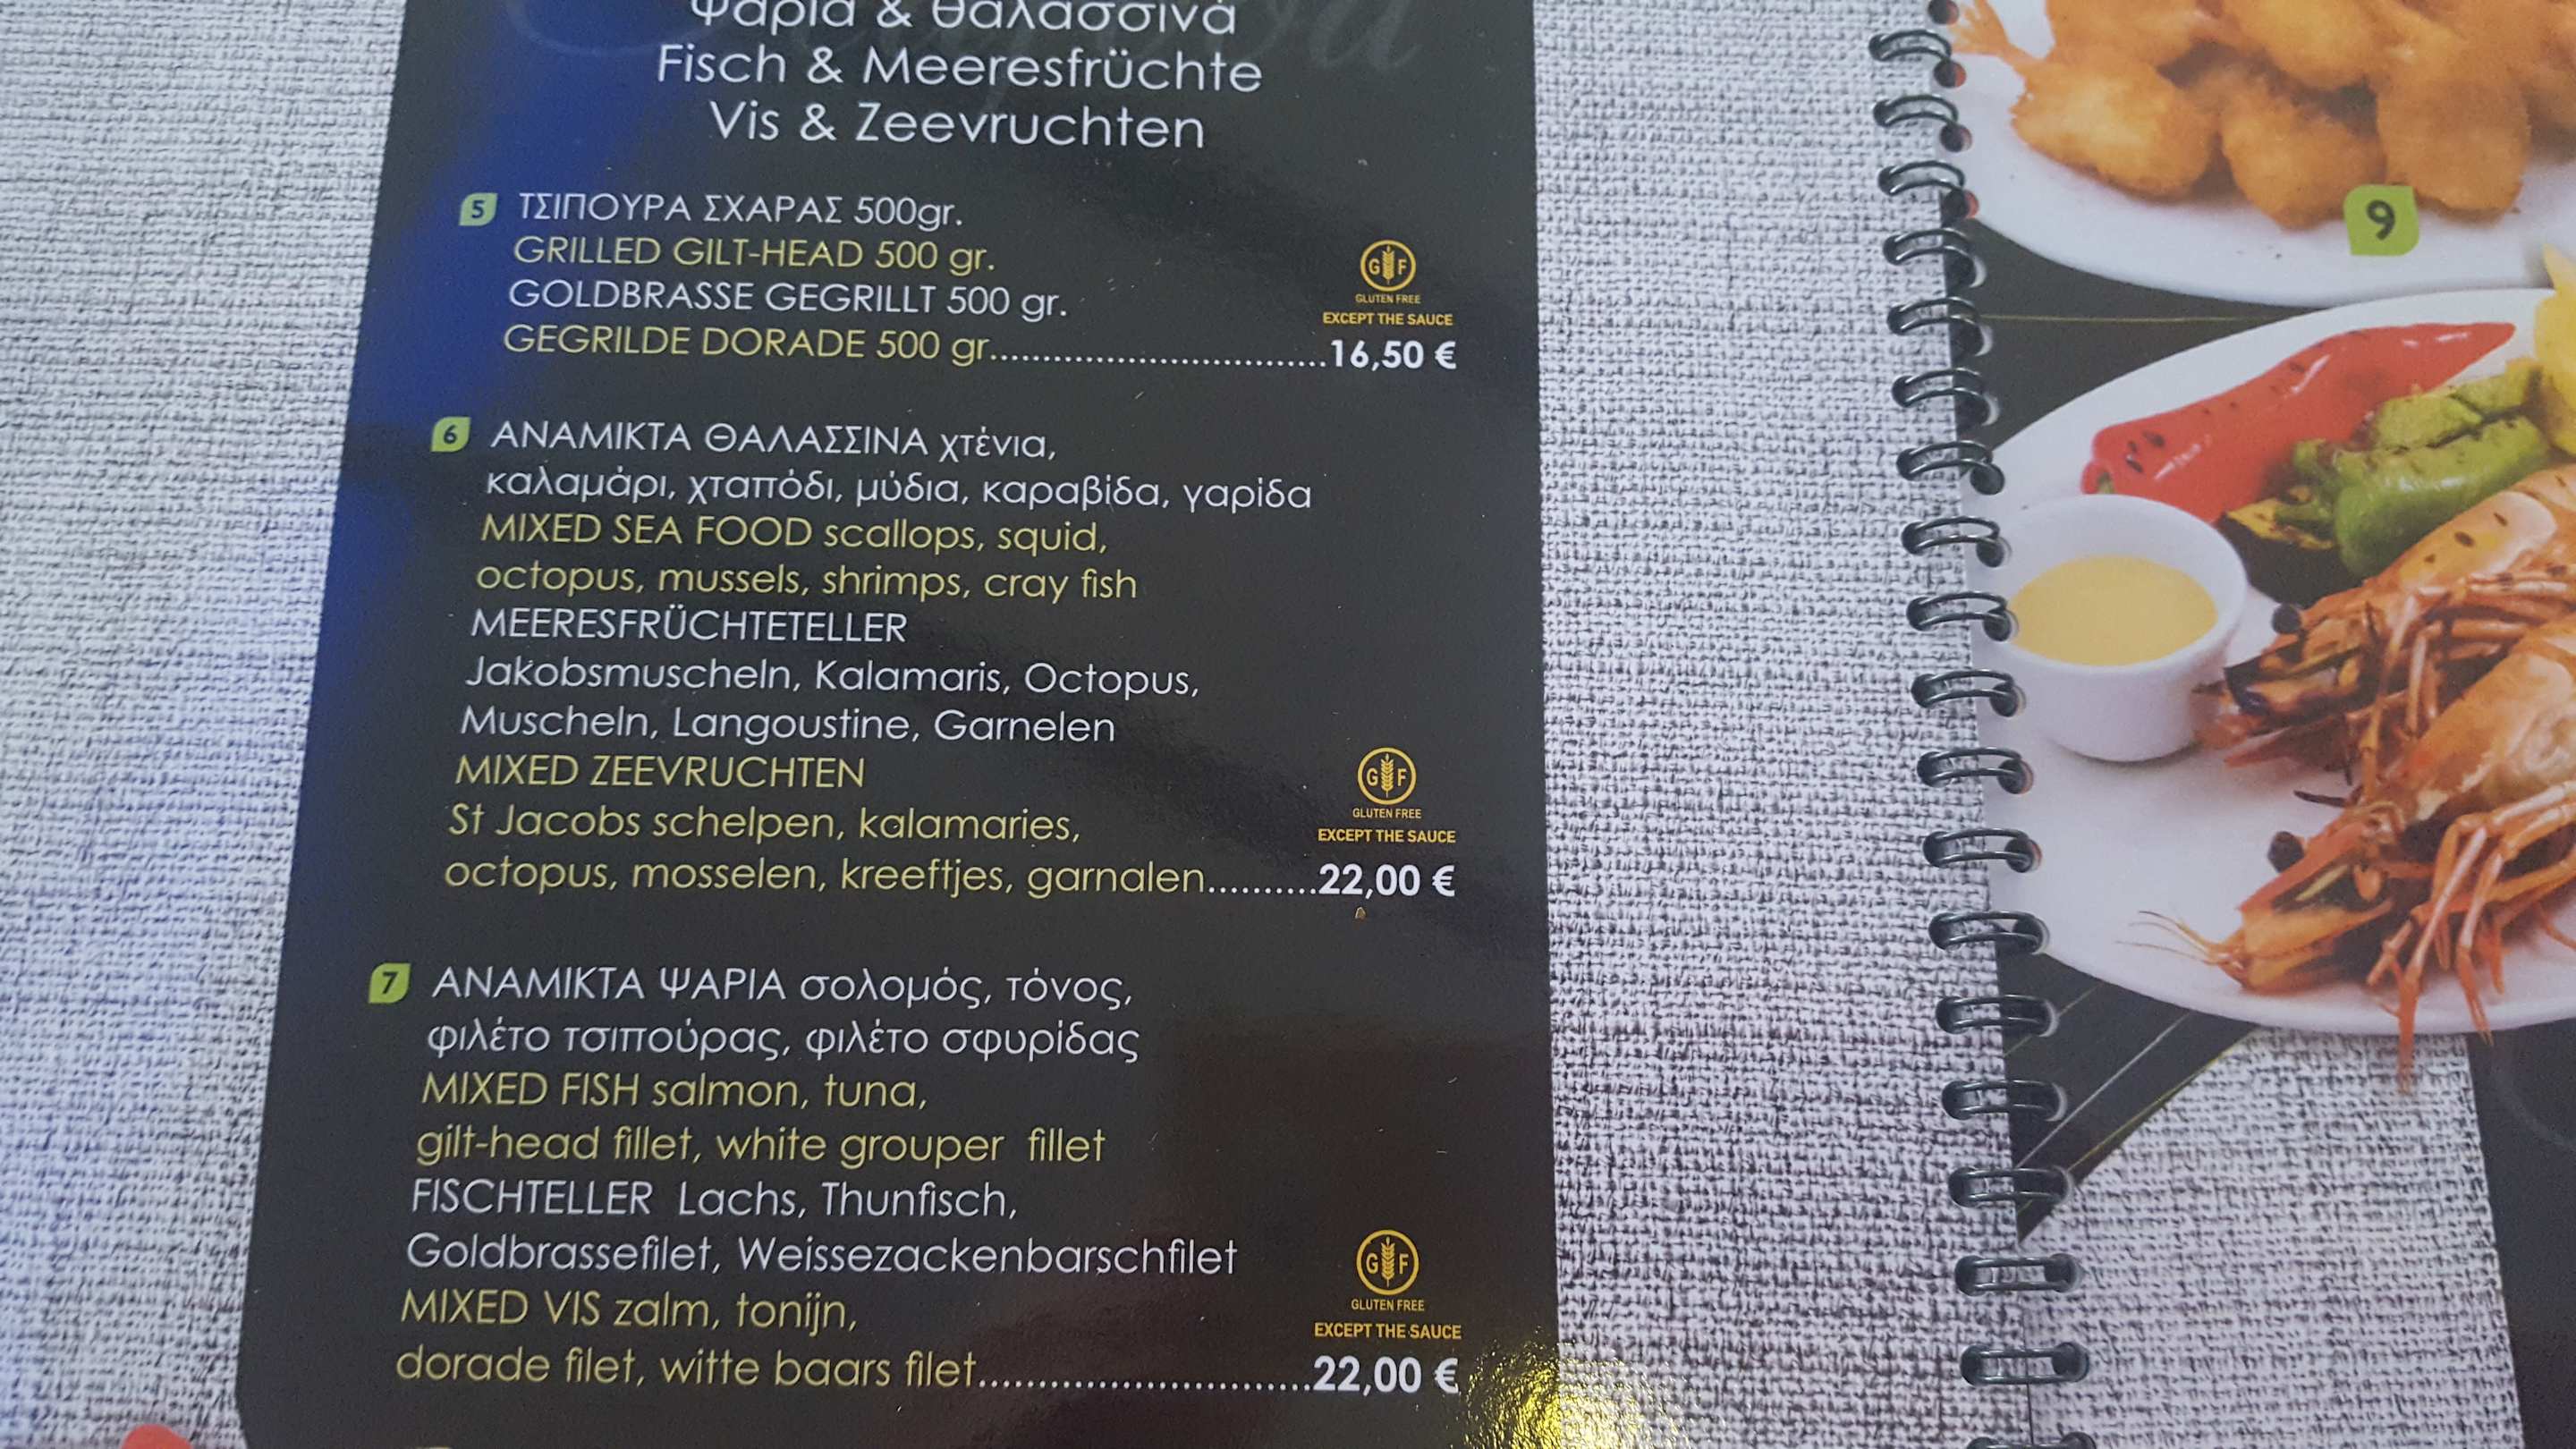 Ψάρια & Θαλασσινά
Fisch & Meeresfrüchte
Vis & Zeevruchten
5 ΤΣΙΠΟΥΡΑ ΣΧΑΡΑΣ 500gr.
GRILLED GILT-HEAD 500 gr.
GOLDBRASSE GEGRILLT 500 gr.
GEGRILDE DORADE 500 gr................................16,50 €
GF
GLUTEN FREE
EXCEPT THE SAUCE
6 ΑΝΑΜΙΚΤΑ ΘΑΛΑΣΣΙΝΑ χτένια,
καλαμάρι, χταπόδι, μύδια, καραβίδα, γαρίδα
MIXED SEA FOOD scallops, squid,
octopus, mussels, shrimps, cray fish
MEERESFRÜCHTETELLER
Jakobsmuscheln, Kalamaris, Octopus,
Muscheln, Langoustine, Garnelen
MIXED ZEEVRUCHTEN
St Jacobs schelpen, kalamaries,
octopus, mosselen, kreeftjes, garnalen..........22,00 €
GF
GLUTEN FREE
EXCEPT THE SAUCE
7 ΑΝΑΜΙΚΤΑ ΨΑΡΙΑ σολομός, τόνος,
φιλέτο τσιπούρας, φιλέτο σφυρίδας
MIXED FISH salmon, tuna,
gilt-head fillet, white grouper fillet
FISCHTELLER Lachs, Thunfisch,
Goldbrassefilet, Weissezackenbarschfilet
MIXED VIS zalm, tonijn,
dorade filet, witte baars filet............................22,00 €
GF
GLUTEN FREE
EXCEPT THE SAUCE
9